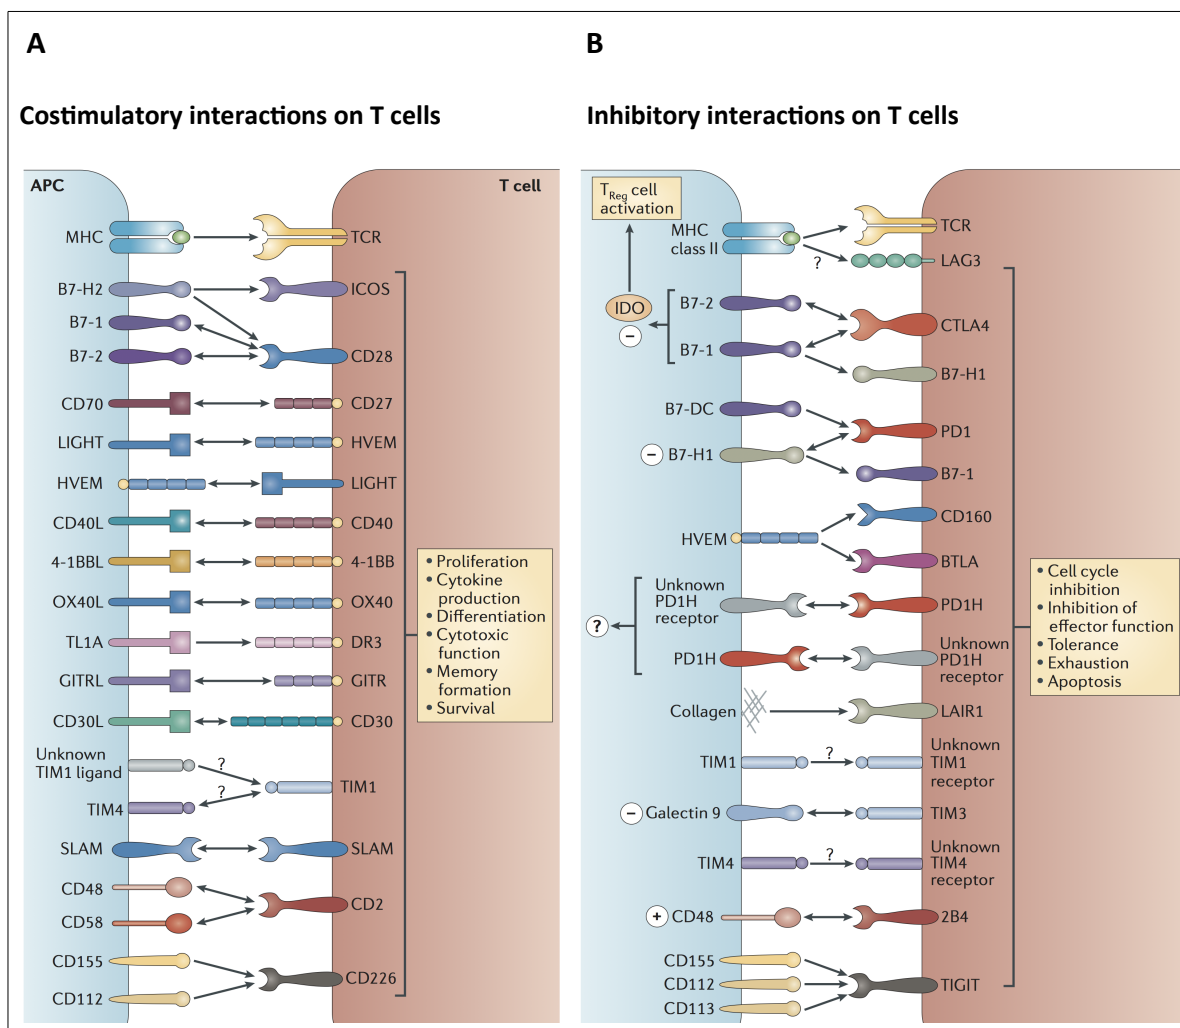 A
Costimulatory interactions on T cells
APC
T cell
MHC
TCR
B7-H2
ICOS
B7-1
B7-2
CD28
CD70
CD27
LIGHT
HVEM
HVEM
LIGHT
CD40L
CD40
4-1BBL
4-1BB
OX40L
OX40
TL1A
DR3
GITRL
GITR
CD30L
CD30
Unknown
TIM1 ligand
?
TIM4
?
TIM1
SLAM
SLAM
CD48
CD58
CD2
CD155
CD112
CD226
• Proliferation
• Cytokine
production
• Differentiation
• Cytotoxic
function
• Memory
formation
• Survival
B
Inhibitory interactions on T cells
TReg cell
activation
IDO
−
MHC
class II
TCR
?
LAG3
B7-2
CTLA4
B7-1
B7-H1
B7-DC
PD1
− B7-H1
B7-1
HVEM
CD160
BTLA
Unknown
PD1H
receptor
PD1H
?
PD1H
Unknown
PD1H
receptor
Collagen
LAIR1
TIM1
?
Unknown
TIM1
receptor
− Galectin 9
TIM3
TIM4
?
Unknown
TIM4
receptor
+ CD48
2B4
CD155
CD112
CD113
TIGIT
• Cell cycle
inhibition
• Inhibition of
effector function
• Tolerance
• Exhaustion
• Apoptosis